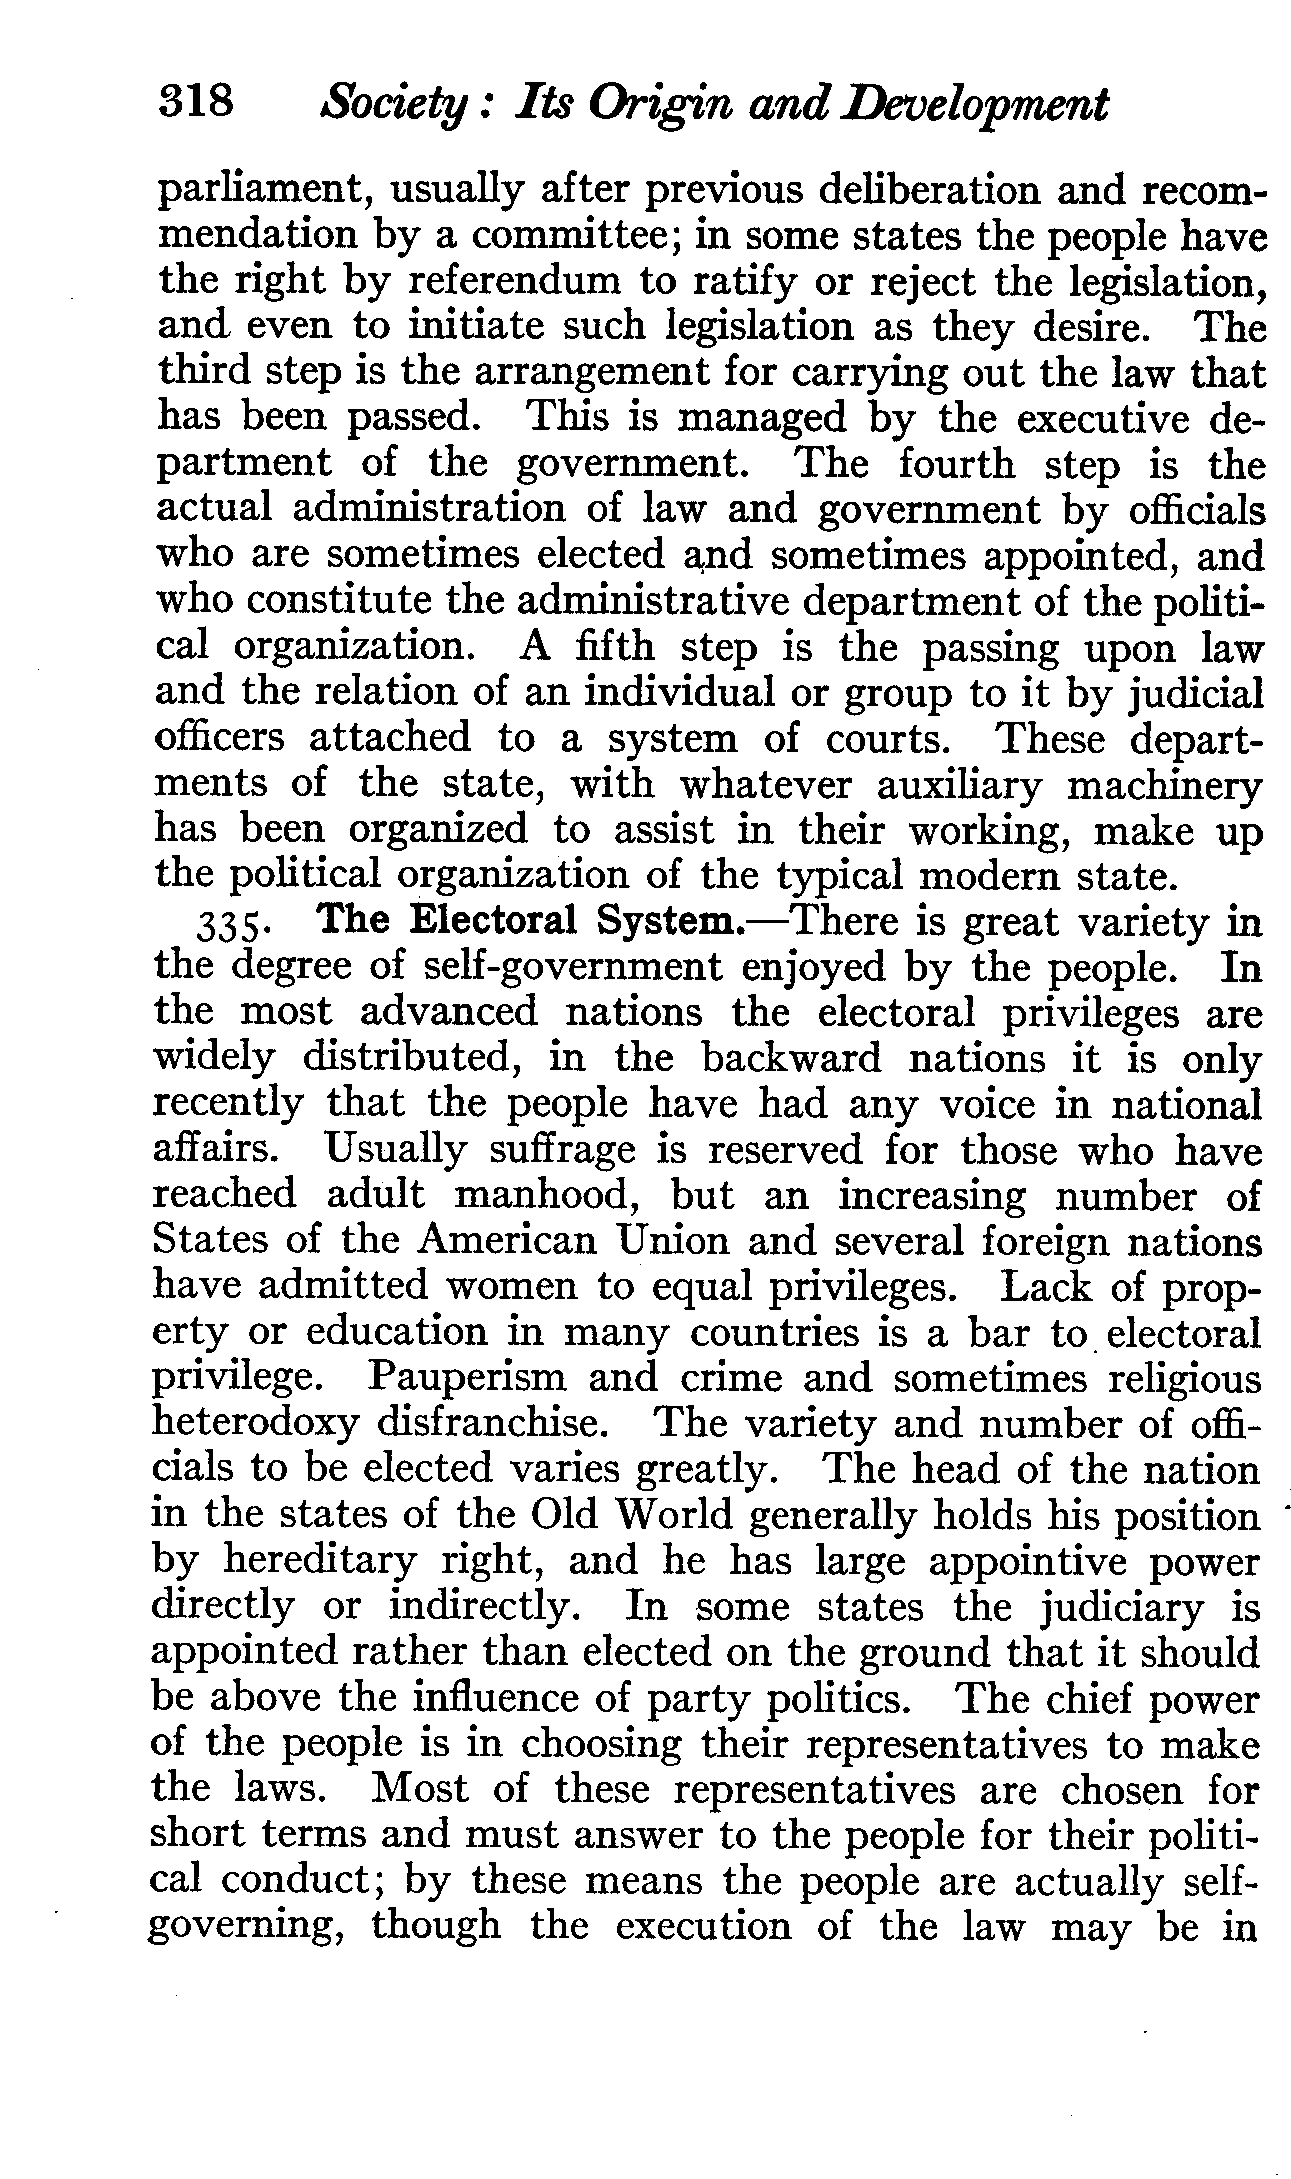 318 Society: Its Origin and Development
parliament, usually after previous deliberation and recom-
mendation by a committee; in some states the people have
the right by referendum to ratify or reject the legislation,
and even to initiate such legislation as they desire. The
third step is the arrangement for carrying out the law that
has been passed. This is managed by the executive de-
partment of the government. The fourth step is the
actual administration of law and government by officials
who are sometimes elected and sometimes appointed, and
who constitute the administrative department of the politi-
cal organization. A fifth step is the passing upon law
and the relation of an individual or group to it by judicial
officers attached to a system of courts. These depart-
ments of the state, with whatever auxiliary machinery
has been organized to assist in their working, make up
the political organization of the typical modern state.
335. The Electoral System.—There is great variety in
the degree of self-government enjoyed by the people. In
the most advanced nations the electoral privileges are
widely distributed, in the backward nations it is only
recently that the people have had any voice in national
affairs. Usually suffrage is reserved for those who have
reached adult manhood, but an increasing number of
States of the American Union and several foreign nations
have admitted women to equal privileges. Lack of prop-
erty or education in many countries is a bar to electoral
privilege. Pauperism and crime and sometimes religious
heterodoxy disfranchise. The variety and number of offi-
cials to be elected varies greatly. The head of the nation
in the states of the Old World generally holds his position
by hereditary right, and he has large appointive power
directly or indirectly. In some states the judiciary is
appointed rather than elected on the ground that it should
be above the influence of party politics. The chief power
of the people is in choosing their representatives to make
the laws. Most of these representatives are chosen for
short terms and must answer to the people for their politi-
cal conduct; by these means the people are actually self-
governing, though the execution of the law may be in